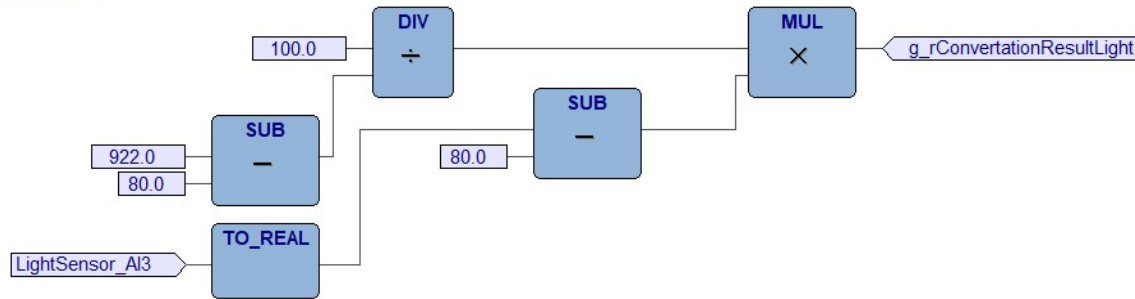 DIV
÷
100.0
MUL
×
g_rConvertationResultLight
SUB
−
922.0
80.0
SUB
−
80.0
TO_REAL
LightSensor_AI3